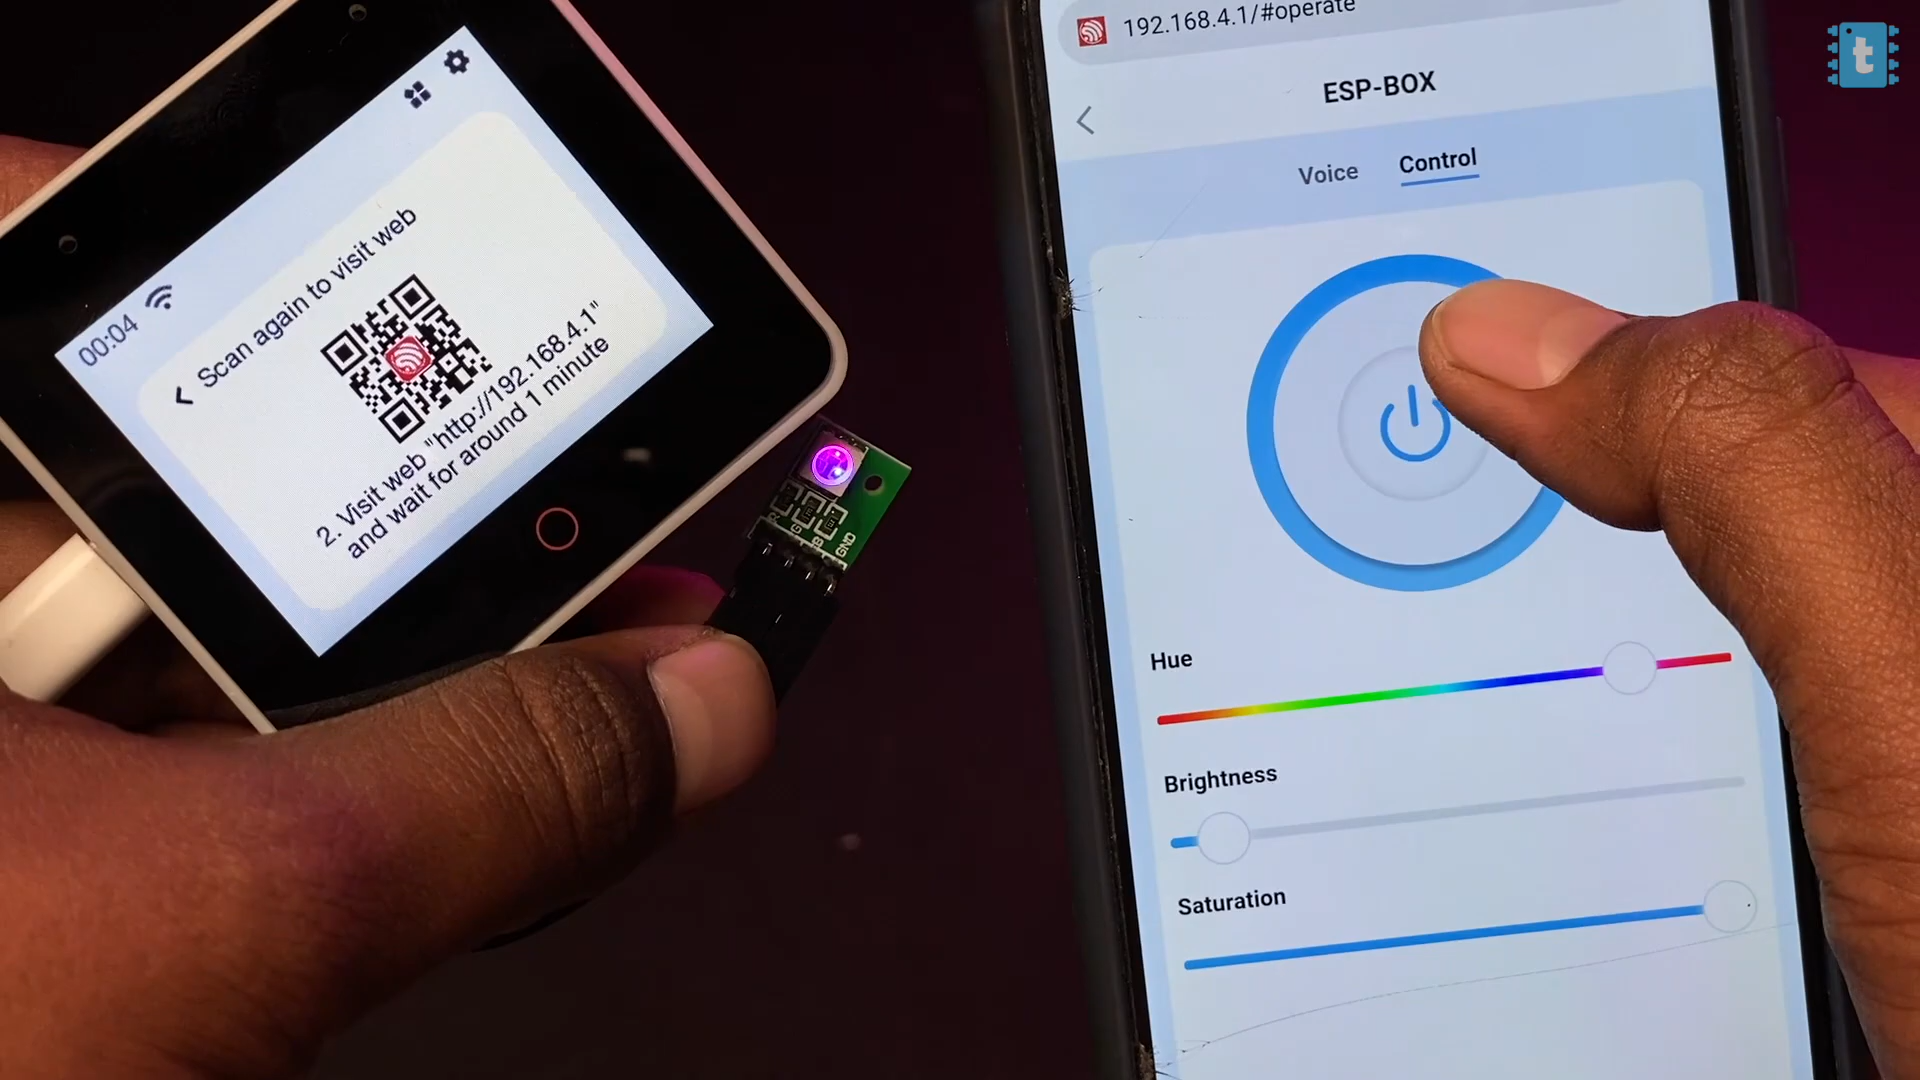 00:04
Scan again to visit web
2. Visit web "http://192.168.4.1"
and wait for around 1 minute
R
G
B
GND
192.168.4.1/#operate
ESP-BOX
Voice Control
Hue
Brightness
Saturation
t